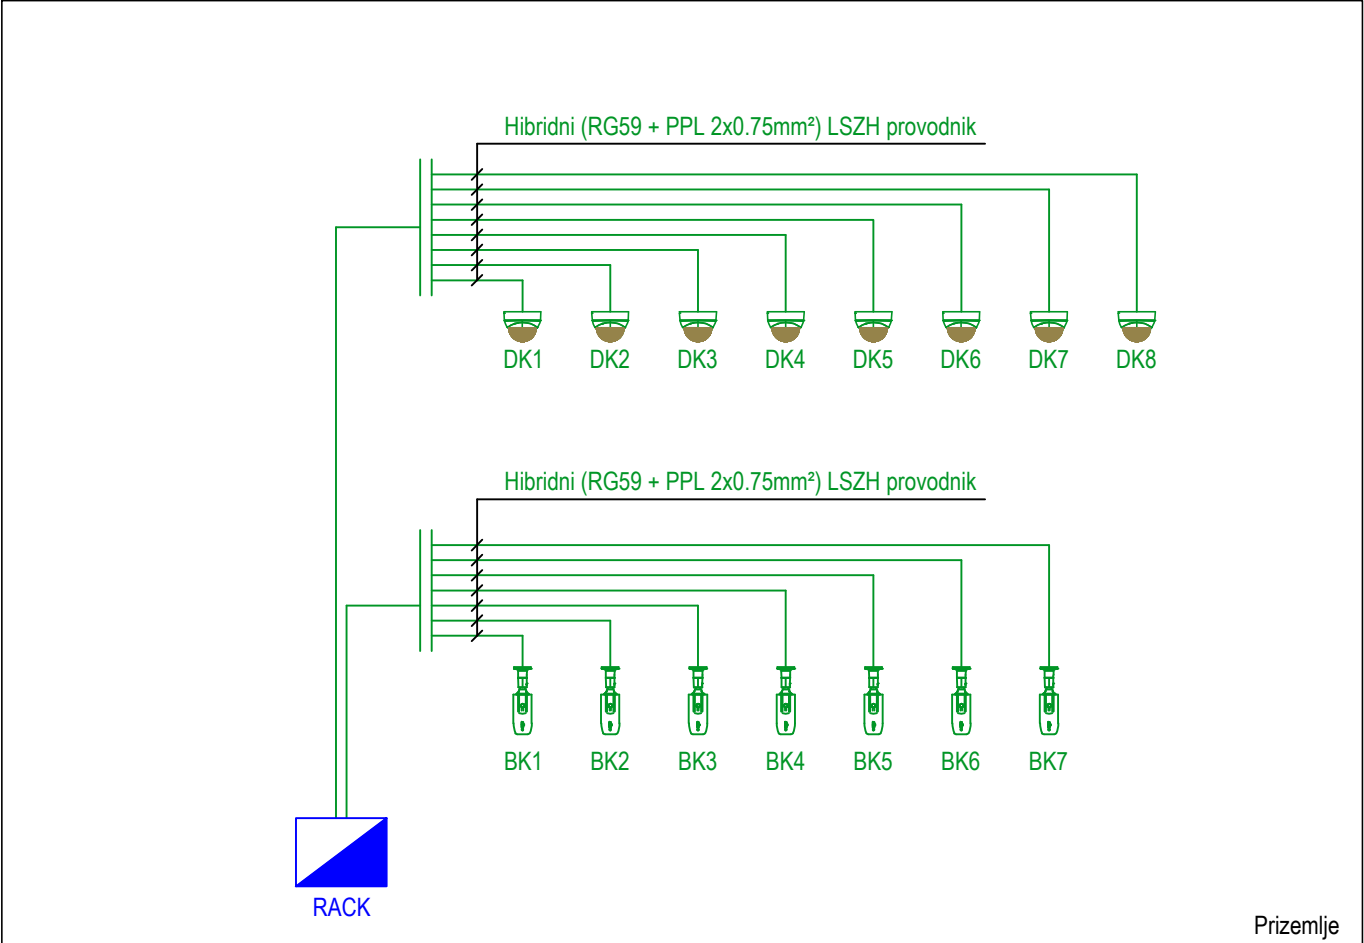 Hibridni (RG59 + PPL 2x0.75mm²) LSZH provodnik
DK1 DK2 DK3 DK4 DK5 DK6 DK7 DK8
Hibridni (RG59 + PPL 2x0.75mm²) LSZH provodnik
BK1 BK2 BK3 BK4 BK5 BK6 BK7
RACK
Prizemlje